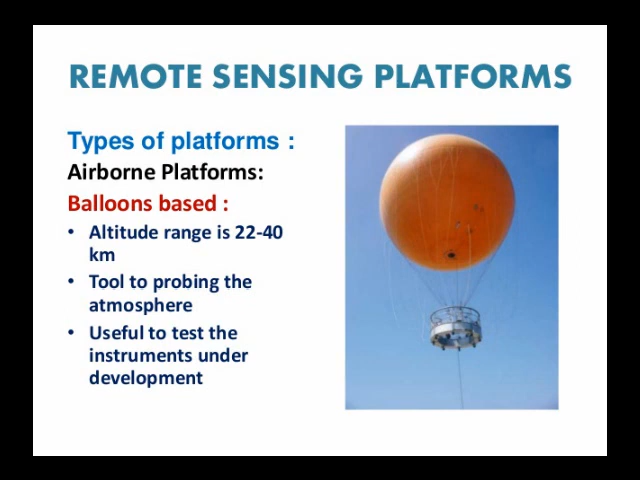 REMOTE SENSING PLATFORMS
Types of platforms :
Airborne Platforms:
Balloons based :
• Altitude range is 22-40
km
• Tool to probing the
atmosphere
• Useful to test the
instruments under
development